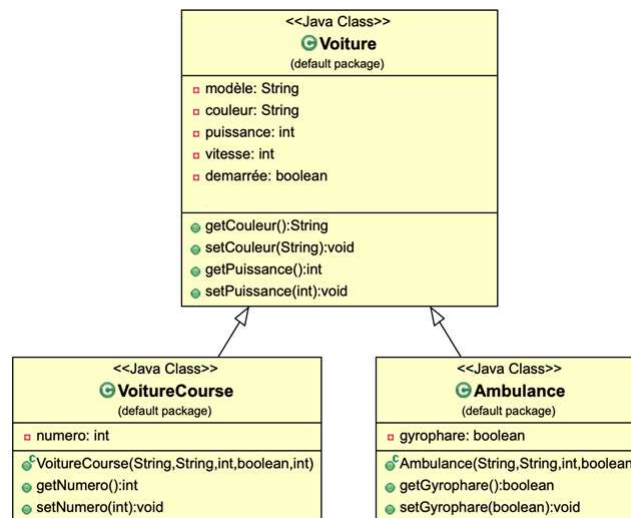 <<Java Class>>
Voiture
(default package)
modèle: String
couleur: String
puissance: int
vitesse: int
demarrée: boolean
getCouleur():String
setCouleur(String):void
getPuissance():int
setPuissance(int):void
<<Java Class>>
VoitureCourse
(default package)
numero: int
VoitureCourse(String,String,int,boolean,int)
getNumero():int
setNumero(int):void
<<Java Class>>
Ambulance
(default package)
gyrophare: boolean
Ambulance(String,String,int,boolean
getGyrophare():boolean
setGyrophare(boolean):void